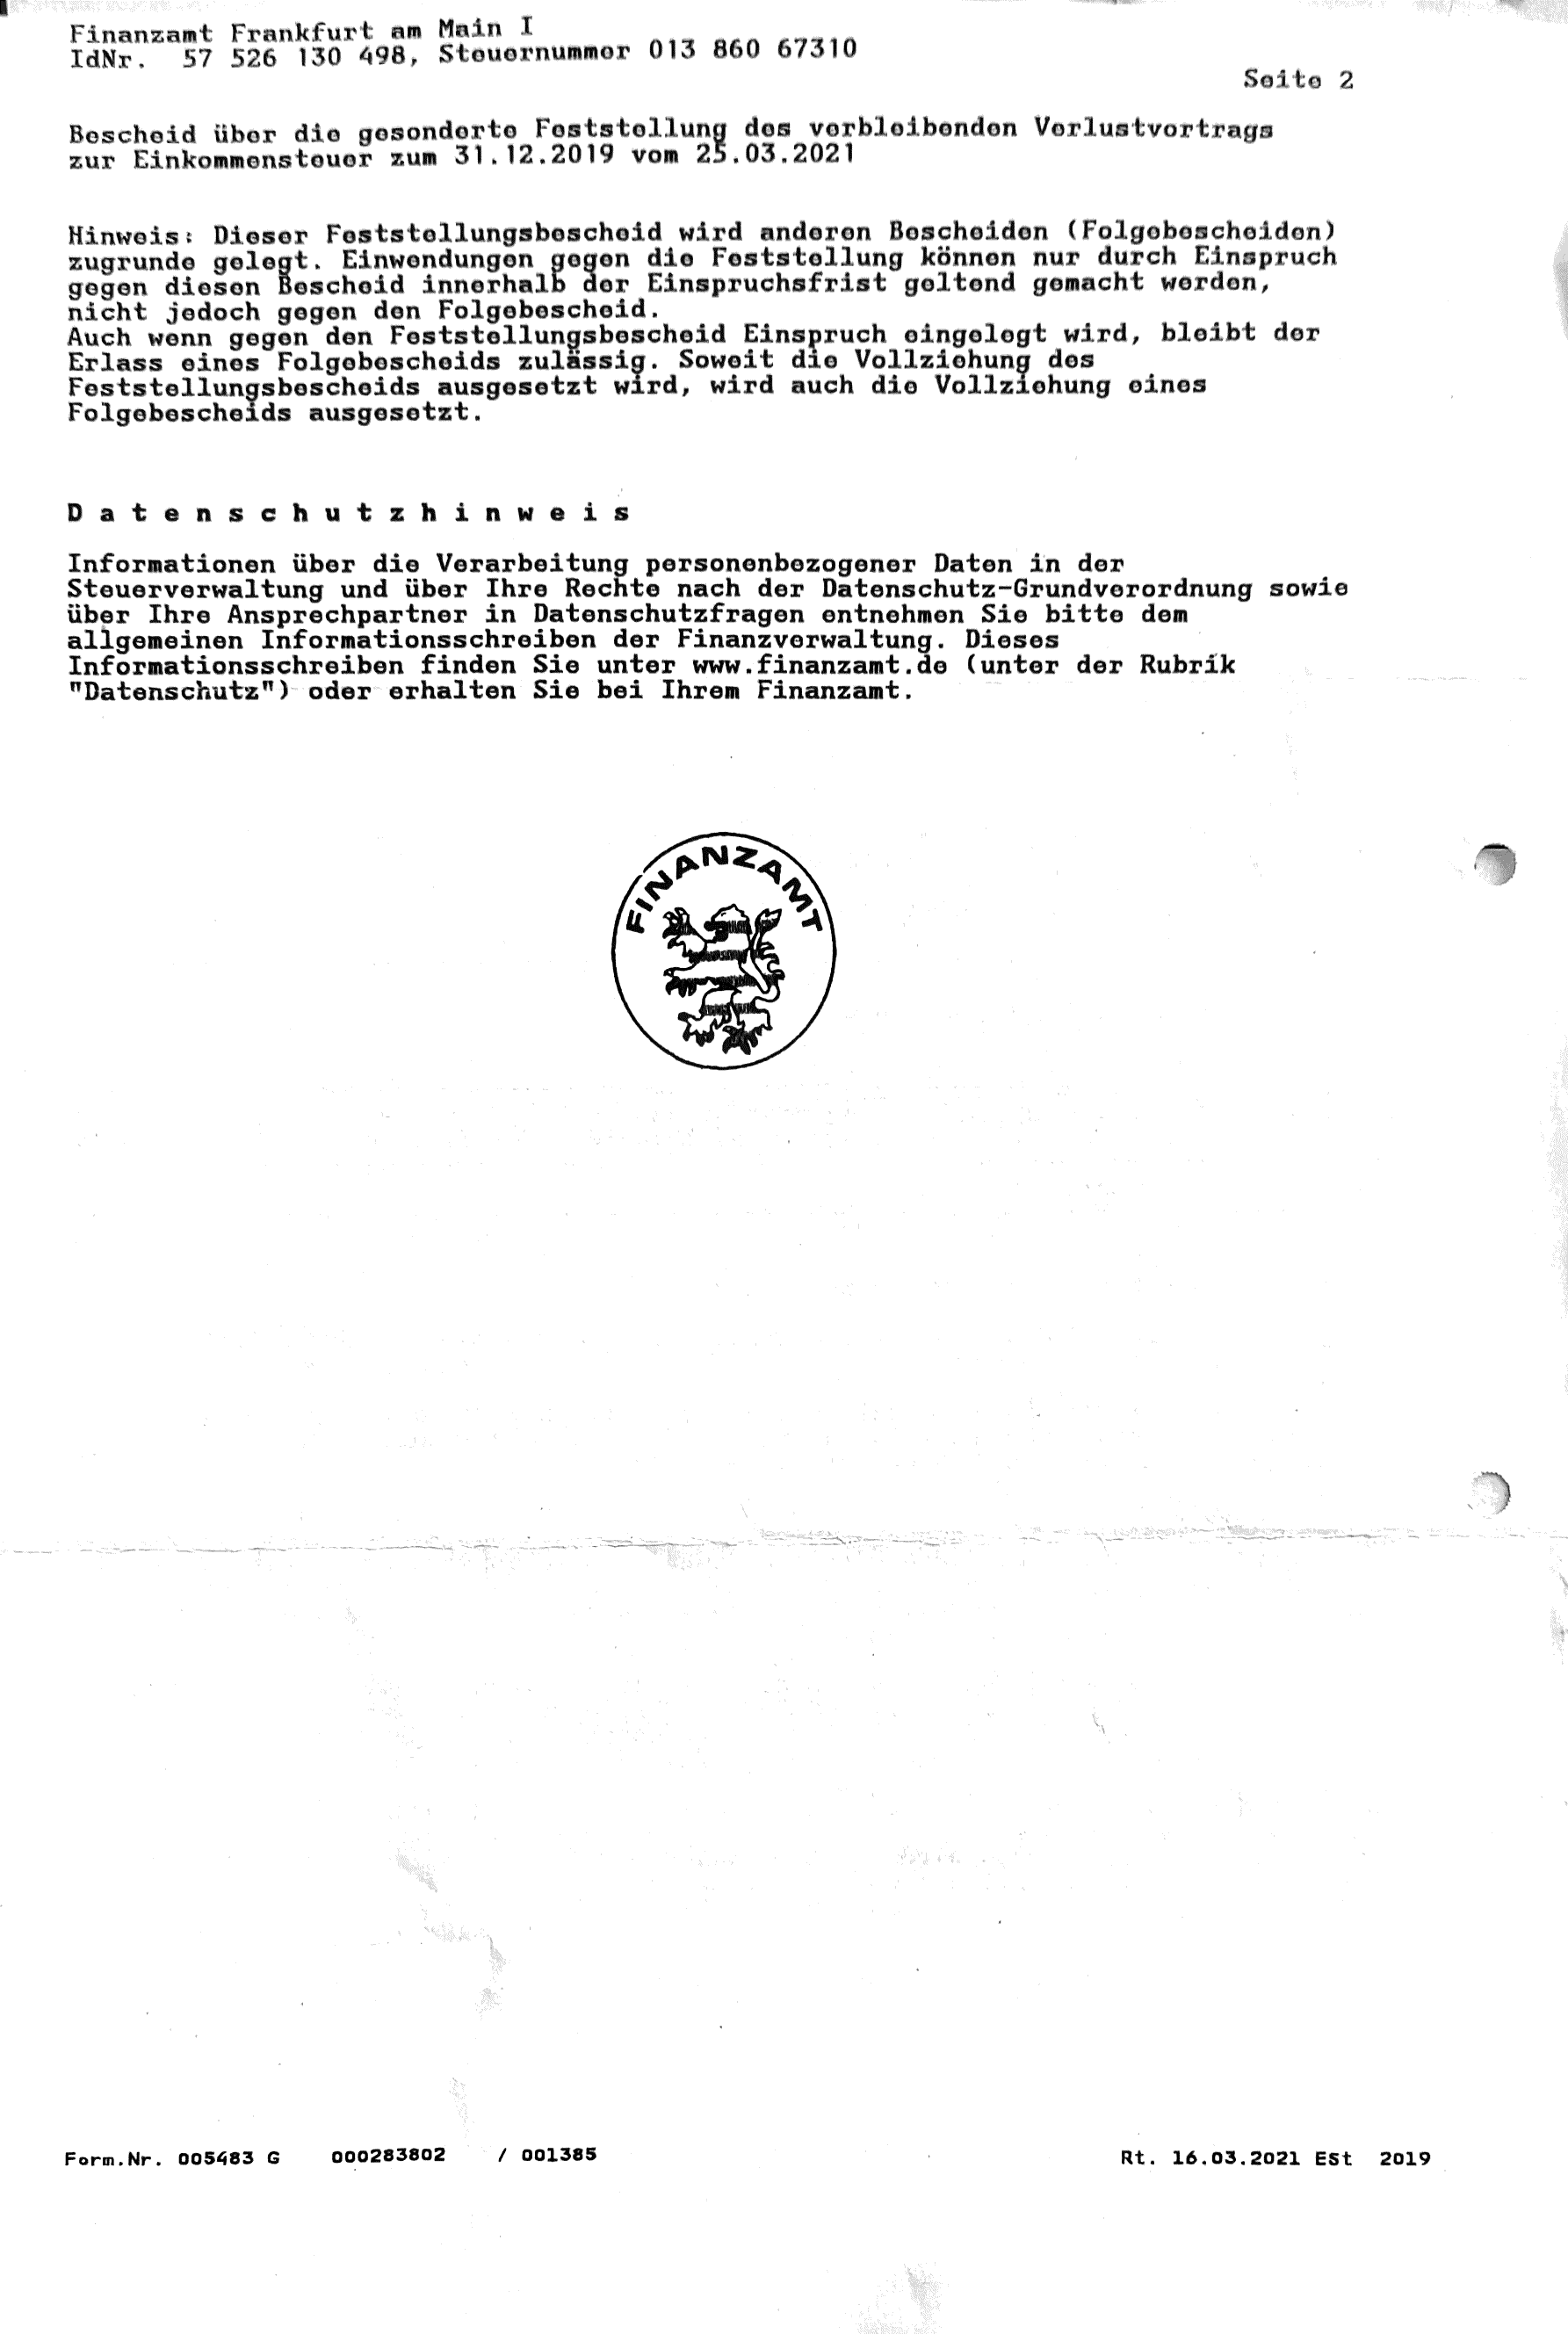 Finanzamt Frankfurt am Main I
IdNr. 57 526 130 498, Steuernummer 013 860 67310
Seite 2
Bescheid über die gesonderte Feststellung des verbleibenden Verlustvortrags
zur Einkommensteuer zum 31.12.2019 vom 25.03.2021
Hinweis: Dieser Feststellungsbescheid wird anderen Bescheiden (Folgebescheiden)
zugrunde gelegt. Einwendungen gegen die Feststellung können nur durch Einspruch
gegen diesen Bescheid innerhalb der Einspruchsfrist geltend gemacht werden,
nicht jedoch gegen den Folgebescheid.
Auch wenn gegen den Feststellungsbescheid Einspruch eingelegt wird, bleibt der
Erlass eines Folgebescheids zulässig. Soweit die Vollziehung des
Feststellungsbescheids ausgesetzt wird, wird auch die Vollziehung eines
Folgebescheids ausgesetzt.
D a t e n s c h u t z h i n w e i s
Informationen über die Verarbeitung personenbezogener Daten in der
Steuerverwaltung und über Ihre Rechte nach der Datenschutz-Grundverordnung sowie
über Ihre Ansprechpartner in Datenschutzfragen entnehmen Sie bitte dem
allgemeinen Informationsschreiben der Finanzverwaltung. Dieses
Informationsschreiben finden Sie unter www.finanzamt.de (unter der Rubrik
"Datenschutz") oder erhalten Sie bei Ihrem Finanzamt.
FINANZAMT
Form.Nr. 005483 G 000283802 / 001385
Rt. 16.03.2021 ESt 2019